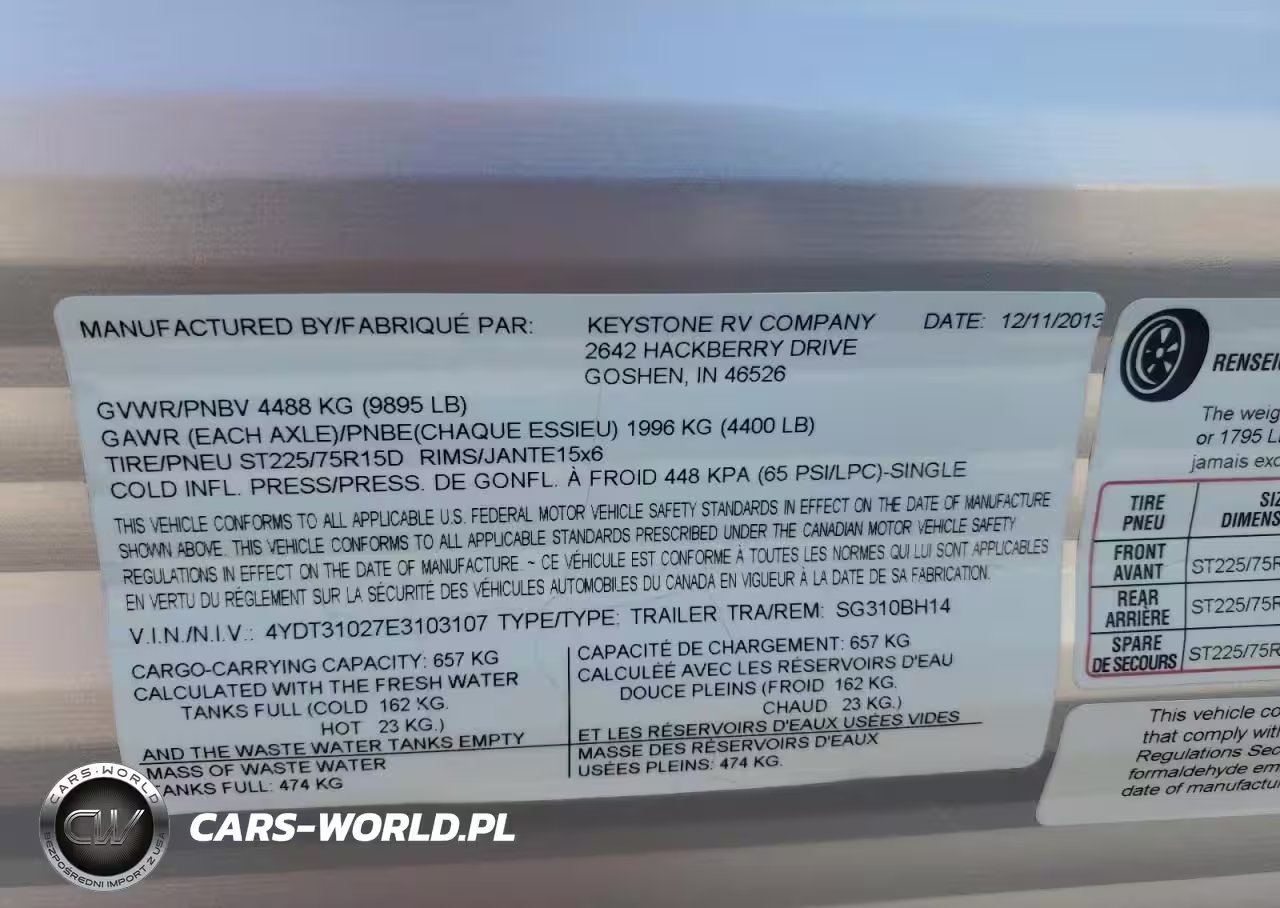 MANUFACTURED BY/FABRIQUÉ PAR: KEYSTONE RV COMPANY DATE: 12/11/2013
2642 HACKBERRY DRIVE
GOSHEN, IN 46526
GVWR/PNBV 4488 KG (9895 LB)
GAWR (EACH AXLE)/PNBE(CHAQUE ESSIEU) 1996 KG (4400 LB)
TIRE/PNEU ST225/75R15D RIMS/JANTE15x6
COLD INFL. PRESS/PRESS. DE GONFL. À FROID 448 KPA (65 PSI/LPC)-SINGLE
THIS VEHICLE CONFORMS TO ALL APPLICABLE U.S. FEDERAL MOTOR VEHICLE SAFETY STANDARDS IN EFFECT ON THE DATE OF MANUFACTURE
SHOWN ABOVE. THIS VEHICLE CONFORMS TO ALL APPLICABLE STANDARDS PRESCRIBED UNDER THE CANADIAN MOTOR VEHICLE SAFETY
REGULATIONS IN EFFECT ON THE DATE OF MANUFACTURE. ~ CE VÉHICULE EST CONFORME À TOUTES LES NORMES QUI LUI SONT APPLICABLES
EN VERTU DU RÉGLEMENT SUR LA SÉCURITÉ DES VÉHICULES AUTOMOBILES DU CANADA EN VIGUEUR À LA DATE DE SA FABRICATION.
V.I.N./N.I.V.: 4YDT31027E3103107 TYPE/TYPE: TRAILER TRA/REM: SG310BH14
CARGO-CARRYING CAPACITY: 657 KG
CALCULATED WITH THE FRESH WATER
TANKS FULL (COLD 162 KG.
HOT 23 KG.)
AND THE WASTE WATER TANKS EMPTY
MASS OF WASTE WATER
TANKS FULL: 474 KG
CAPACITÉ DE CHARGEMENT: 657 KG
CALCULÉÉ AVEC LES RÉSERVOIRS D'EAU
DOUCE PLEINS (FROID 162 KG.
CHAUD 23 KG.)
ET LES RÉSERVOIRS D'EAUX USÉES VIDES
MASSE DES RÉSERVOIRS D'EAUX
USÉES PLEINS: 474 KG.
RENSEI
The weig
or 1795 L
jamais exc
TIRE
PNEU
SIZ
DIMENS
FRONT
AVANT
ST225/75R
REAR
ARRIÈRE
ST225/75R
SPARE
DE SECOURS
ST225/75R
This vehicle co
that comply with
Regulations Sec
formaldehyde em
date of manufactur
CARS-WORLD
CW
BEZPOŚREDNI IMPORT Z USA
CARS-WORLD.PL